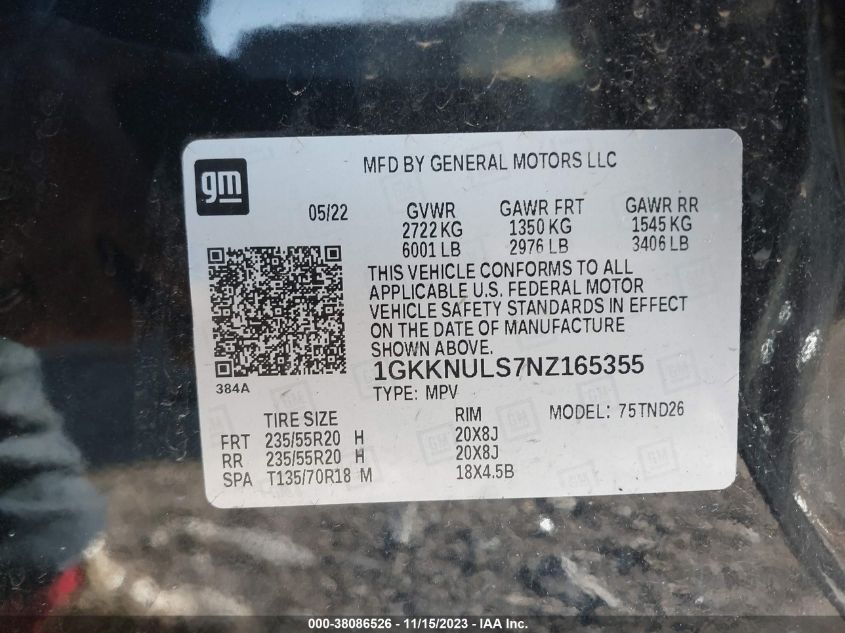 gm
MFD BY GENERAL MOTORS LLC
05/22 GVWR GAWR FRT GAWR RR
2722 KG 1350 KG 1545 KG
6001 LB 2976 LB 3406 LB
THIS VEHICLE CONFORMS TO ALL
APPLICABLE U.S. FEDERAL MOTOR
VEHICLE SAFETY STANDARDS IN EFFECT
ON THE DATE OF MANUFACTURE
SHOWN ABOVE.
384A
1GKKNULS7NZ165355
TYPE: MPV
TIRE SIZE RIM MODEL: 75TND26
FRT 235/55R20 H 20X8J
RR 235/55R20 H 20X8J
SPA T135/70R18 M 18X4.5B
000-38086526 - 11/15/2023 - IAA Inc.